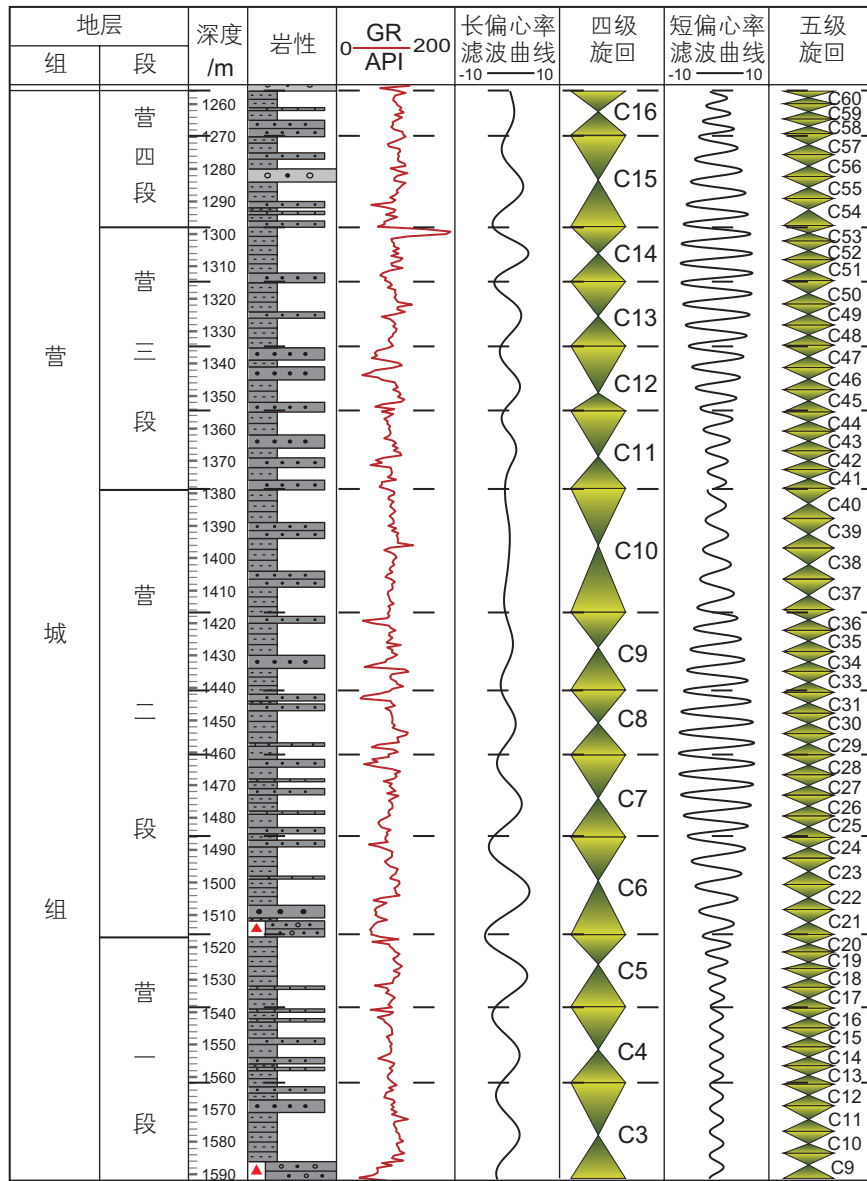 地层
组
段
深度
/m
岩性
GR
0
200
API
长偏心率
滤波曲线
-10
10
四级
旋回
短偏心率
滤波曲线
-10
10
五级
旋回
营
城
组
营
四
段
营
三
段
营
二
段
营
一
段
1260
1270
1280
1290
1300
1310
1320
1330
1340
1350
1360
1370
1380
1390
1400
1410
1420
1430
1440
1450
1460
1470
1480
1490
1500
1510
1520
1530
1540
1550
1560
1570
1580
1590
C16
C15
C14
C13
C12
C11
C10
C9
C8
C7
C6
C5
C4
C3
C60
C59
C58
C57
C56
C55
C54
C53
C52
C51
C50
C49
C48
C47
C46
C45
C44
C43
C42
C41
C40
C39
C38
C37
C36
C35
C34
C33
C31
C30
C29
C28
C27
C26
C25
C24
C23
C22
C21
C20
C19
C18
C17
C16
C15
C14
C13
C12
C11
C10
C9